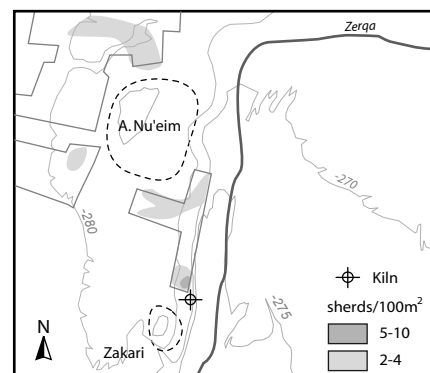 Zerqa
A. Nu'eim
-270
-280
-275
Kiln
sherds/100m²
5-10
2-4
N
Zakari